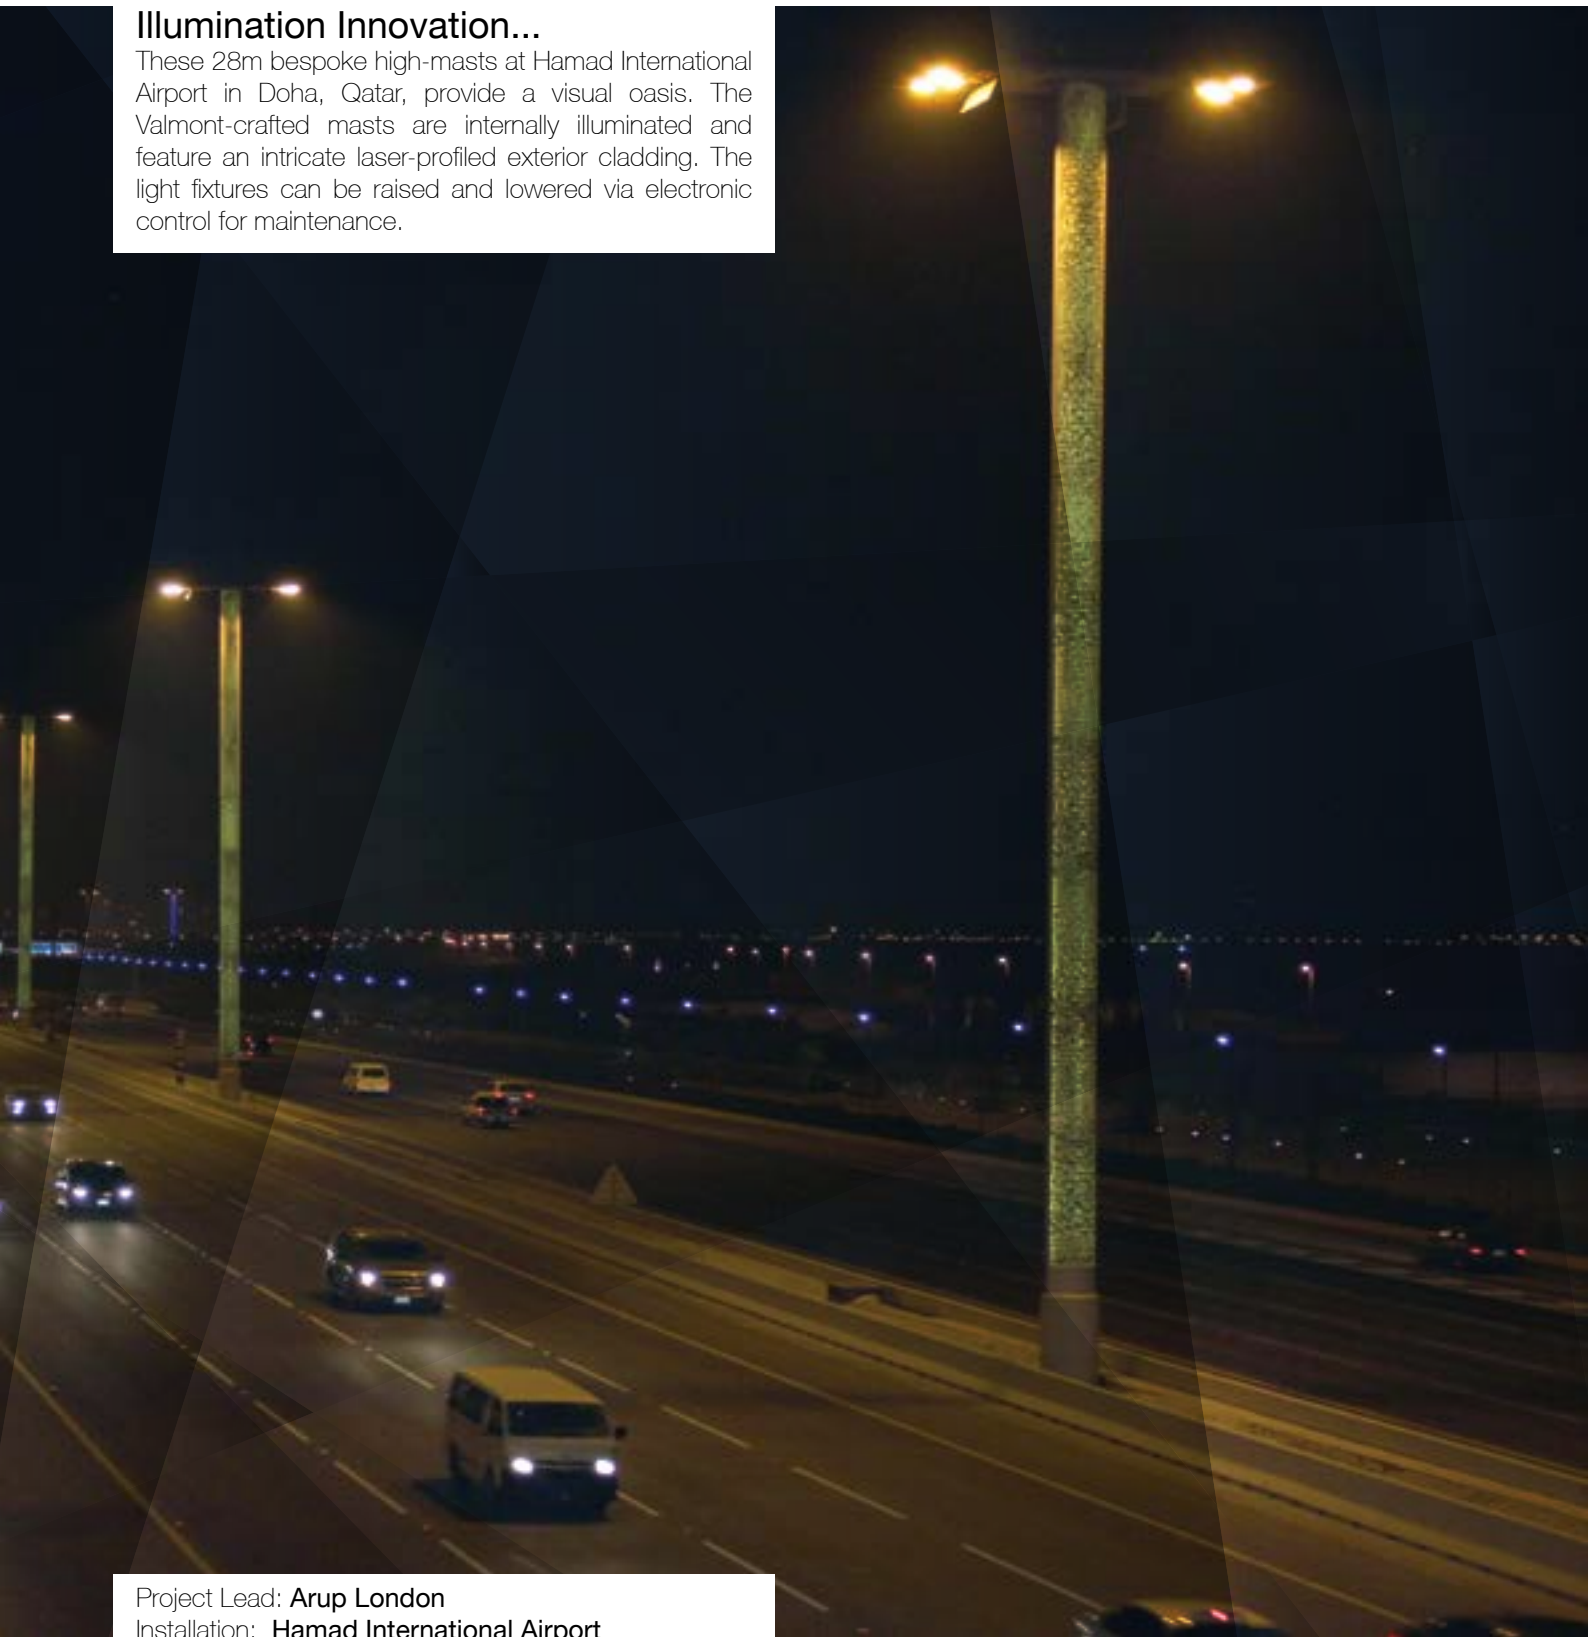 Illumination Innovation...
These 28m bespoke high-masts at Hamad International
Airport in Doha, Qatar, provide a visual oasis. The
Valmont-crafted masts are internally illuminated and
feature an intricate laser-profiled exterior cladding. The
light fixtures can be raised and lowered via electronic
control for maintenance.
Project Lead: Arup London
Installation: Hamad International Airport